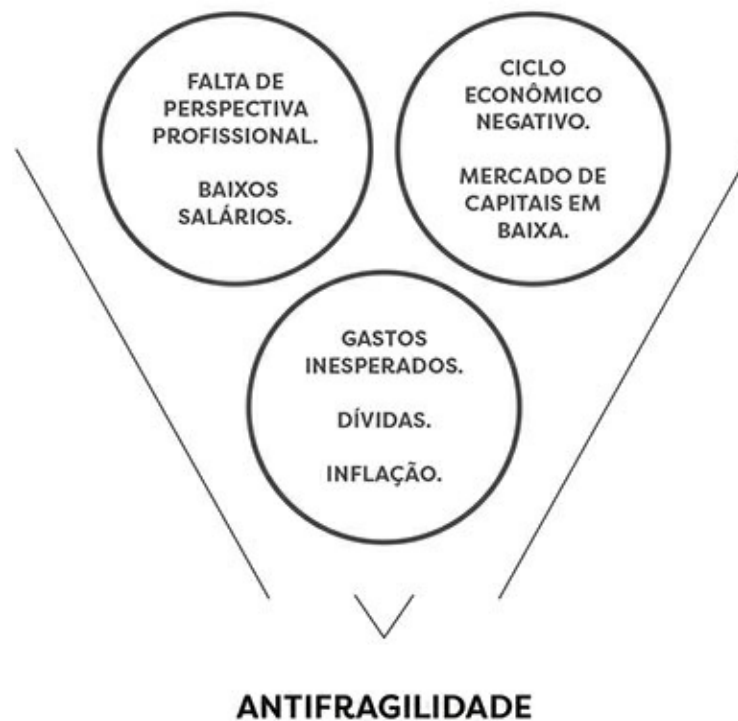 FALTA DE
PERSPECTIVA
PROFISSIONAL.
BAIXOS
SALÁRIOS.
CICLO
ECONÔMICO
NEGATIVO.
MERCADO DE
CAPITAIS EM
BAIXA.
GASTOS
INESPERADOS.
DÍVIDAS.
INFLAÇÃO.
ANTIFRAGILIDADE